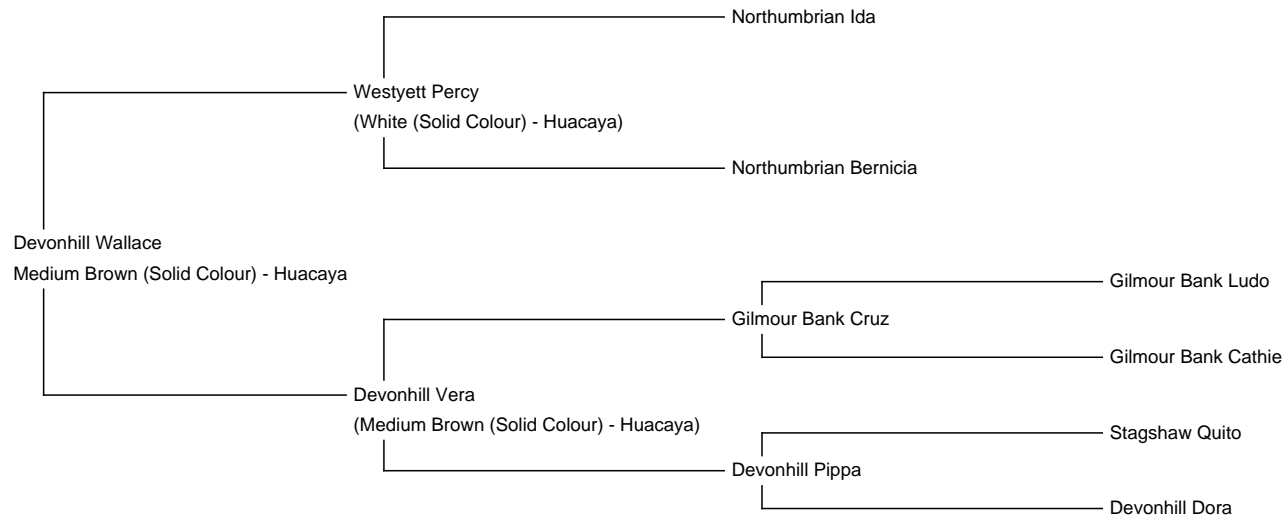 Northumbrian Ida
Westyett Percy
(White (Solid Colour) - Huacaya)
Northumbrian Bernicia
Devonhill Wallace
Medium Brown (Solid Colour) - Huacaya
Gilmour Bank Ludo
Gilmour Bank Cruz
Gilmour Bank Cathie
Devonhill Vera
(Medium Brown (Solid Colour) - Huacaya)
Stagshaw Quito
Devonhill Pippa
Devonhill Dora